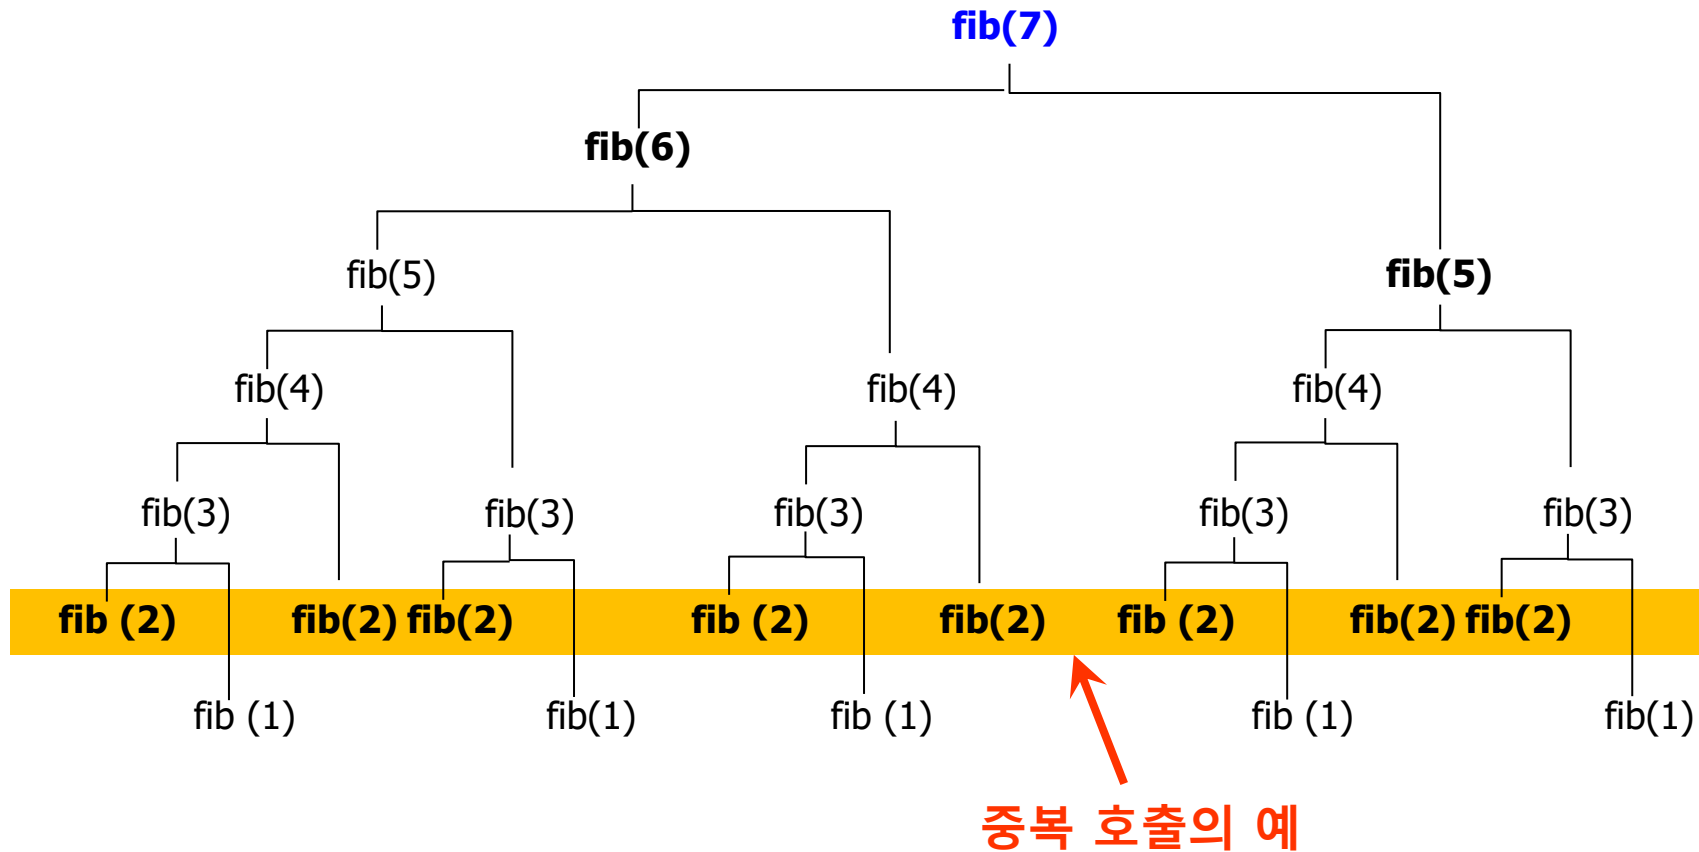 fib(7)
fib(6)
fib(5) fib(5)
fib(4) fib(4) fib(4)
fib(3) fib(3) fib(3) fib(3) fib(3)
fib (2) fib(2) fib(2) fib (2) fib(2) fib (2) fib(2) fib(2)
fib (1) fib(1) fib (1) fib (1) fib(1)
중복 호출의 예